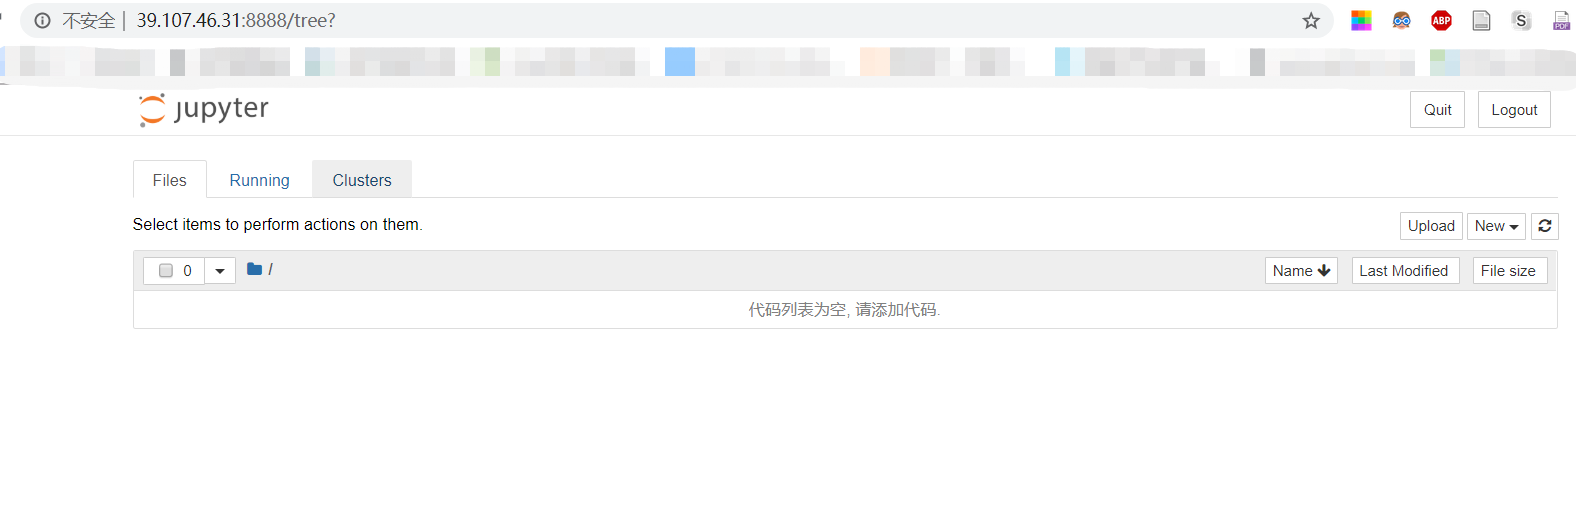 不安全 | 39.107.46.31:8888/tree?
ABP
S
PDF
jupyter
Quit Logout
Files Running Clusters
Select items to perform actions on them.
Upload New
0 / Name Last Modified File size
代码列表为空, 请添加代码.